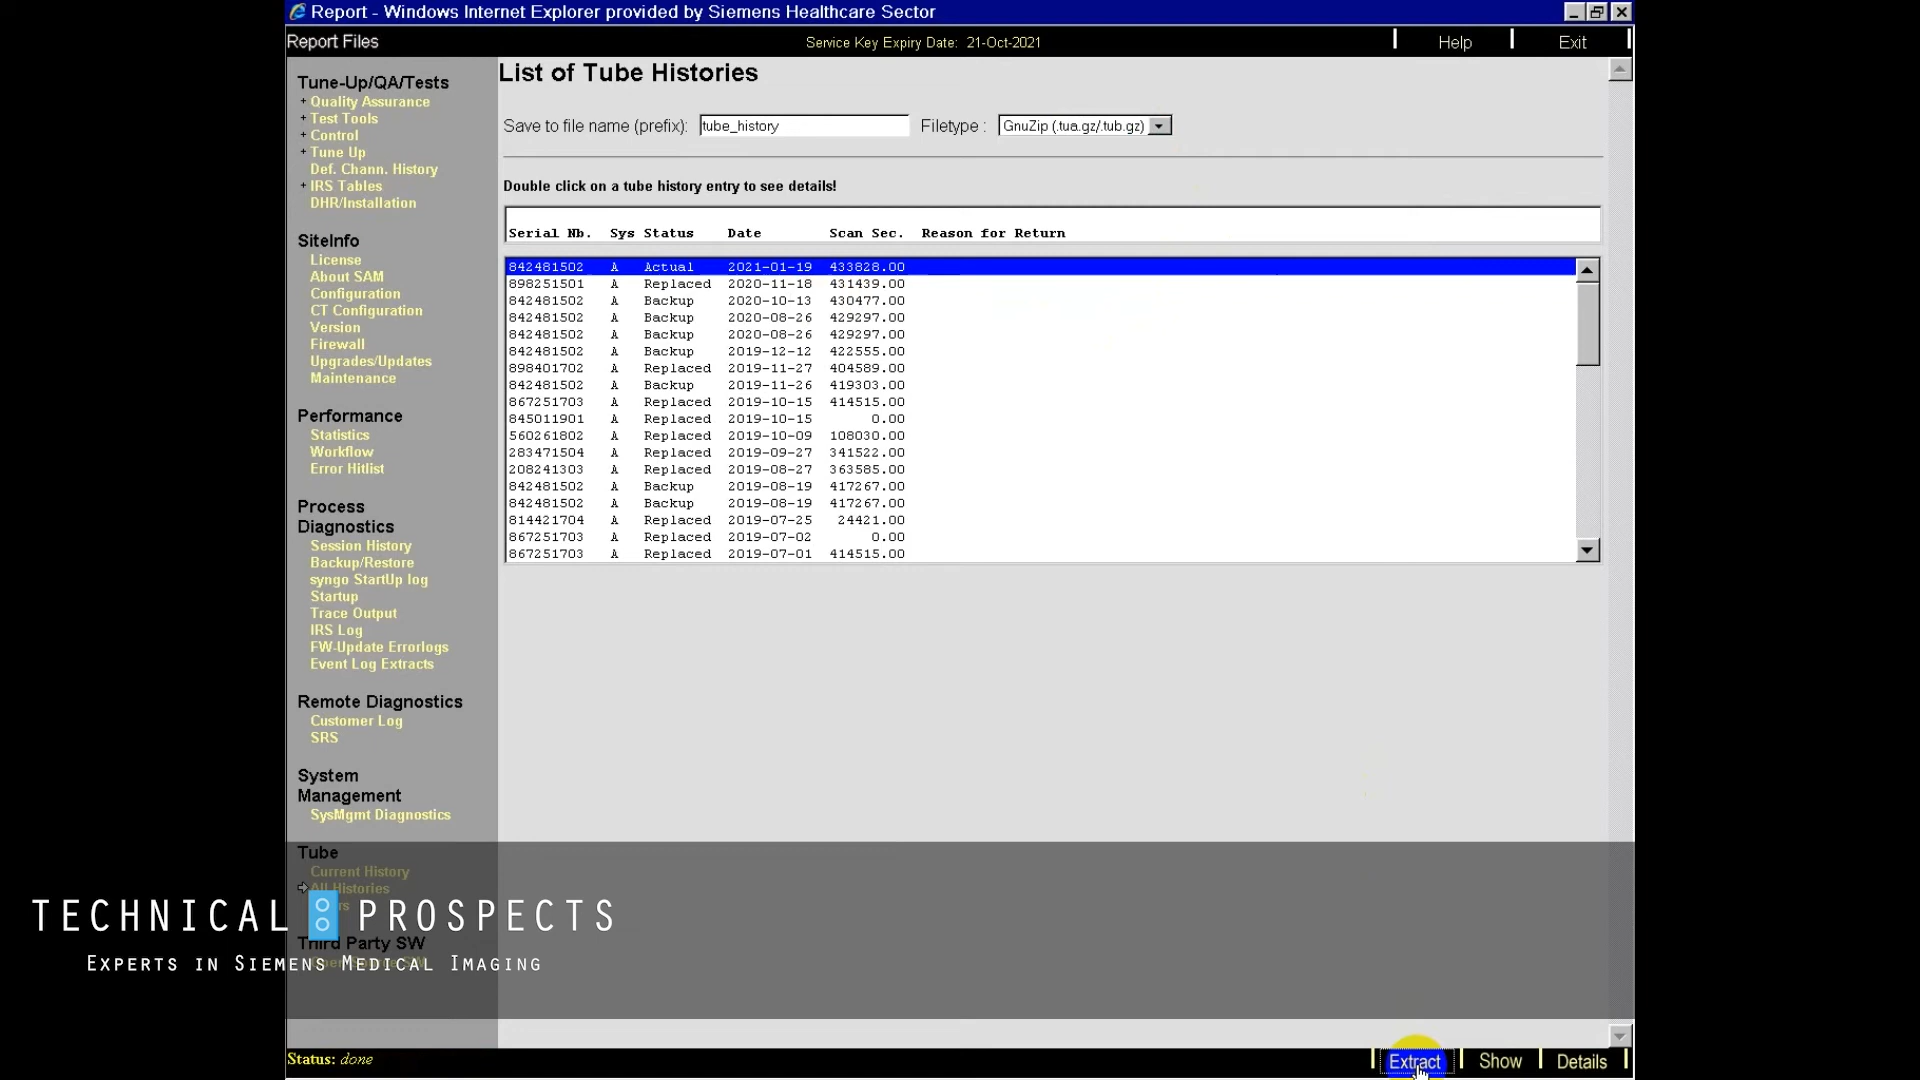 Report - Windows Internet Explorer provided by Siemens Healthcare Sector
Report Files
Service Key Expiry Date: 21-Oct-2021
Help
Exit
Tune-Up/QA/Tests
+ Quality Assurance
+ Test Tools
+ Control
+ Tune Up
Def. Chann. History
+ IRS Tables
DHR/Installation
SiteInfo
License
About SAM
Configuration
CT Configuration
Version
Firewall
Upgrades/Updates
Maintenance
Performance
Statistics
Workflow
Error Hitlist
Process
Diagnostics
Session History
Backup/Restore
syngo StartUp log
Startup
Trace Output
IRS Log
FW-Update Errorlogs
Event Log Extracts
Remote Diagnostics
Customer Log
SRS
System
Management
SysMgmt Diagnostics
Tube
Current History
All Histories
Third Party SW
List of Tube Histories
Save to file name (prefix): tube_history Filetype : GnuZip (.tua.gz/.tub.gz)
Double click on a tube history entry to see details!
Serial Nb. Sys Status Date Scan Sec. Reason for Return
842481502 A Actual 2021-01-19 433828.00
898251501 A Replaced 2020-11-18 431439.00
842481502 A Backup 2020-10-13 430477.00
842481502 A Backup 2020-08-26 429297.00
842481502 A Backup 2020-08-26 429297.00
842481502 A Backup 2019-12-12 422555.00
898401702 A Replaced 2019-11-27 404589.00
842481502 A Backup 2019-11-26 419303.00
867251703 A Replaced 2019-10-15 414515.00
845011901 A Replaced 2019-10-15 0.00
560261802 A Replaced 2019-10-09 108030.00
283471504 A Replaced 2019-09-27 341522.00
208241303 A Replaced 2019-08-27 363585.00
842481502 A Backup 2019-08-19 417267.00
842481502 A Backup 2019-08-19 417267.00
814421704 A Replaced 2019-07-25 24421.00
867251703 A Replaced 2019-07-02 0.00
867251703 A Replaced 2019-07-01 414515.00
TECHNICAL PROSPECTS
EXPERTS IN SIEMENS MEDICAL IMAGING
Status: done
Extract
Show
Details